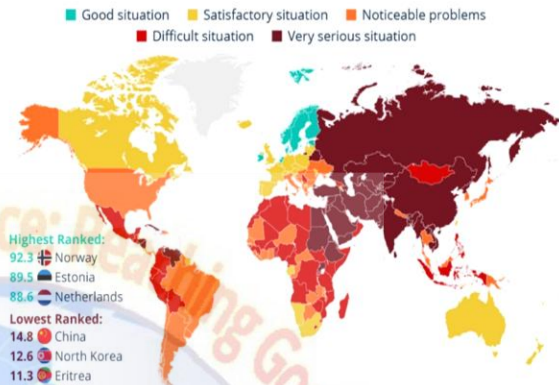 Good situation Satisfactory situation Noticeable problems
Difficult situation Very serious situation
Highest Ranked:
92.3 Norway
89.5 Estonia
88.6 Netherlands
Lowest Ranked:
14.8 China
12.6 North Korea
11.3 Eritrea